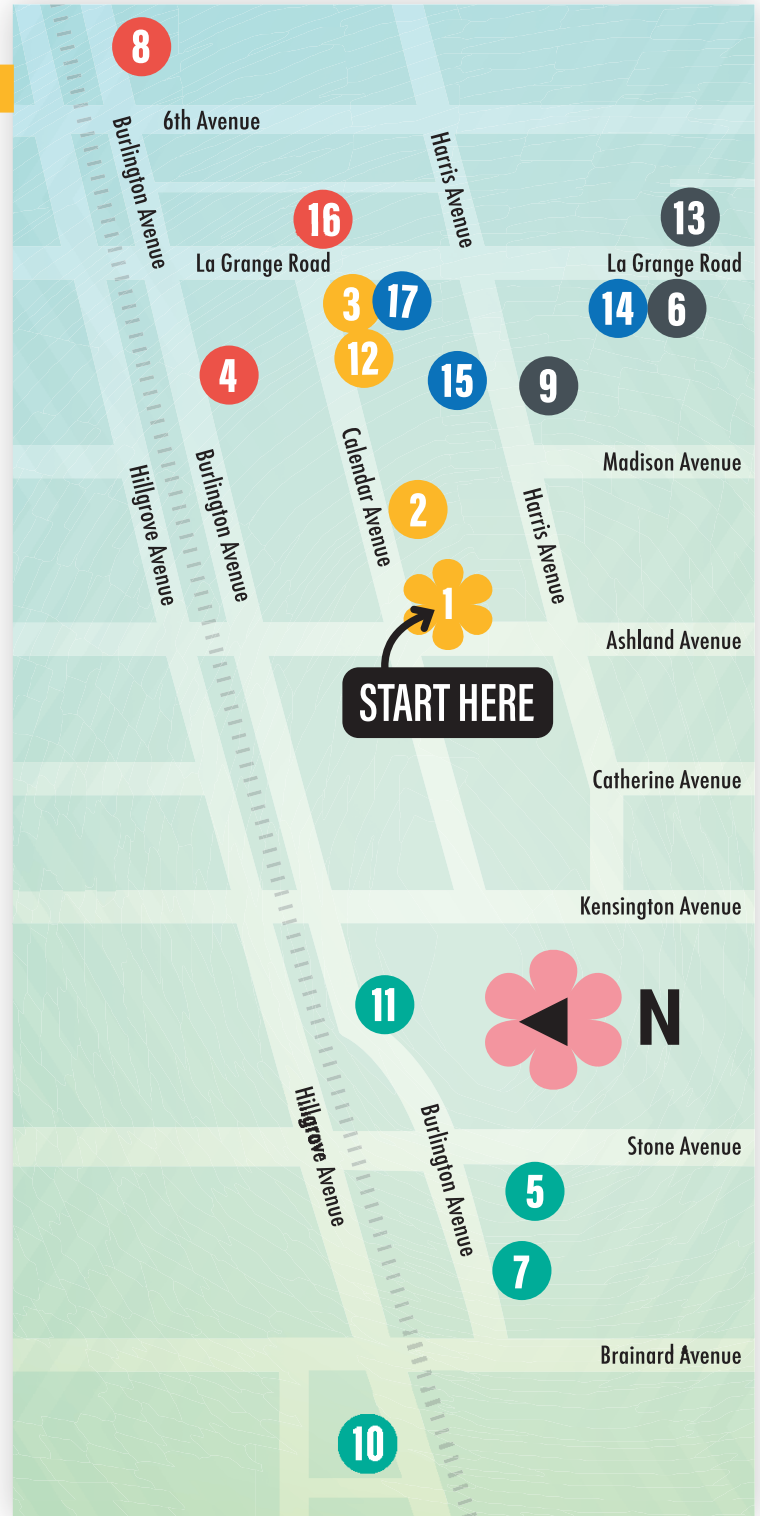 8
6th Avenue
Burlington Avenue
Harris Avenue
16
13
La Grange Road
La Grange Road
3
17
14
6
12
4
15
9
Madison Avenue
Calendar Avenue
Hillgrove Avenue
Burlington Avenue
2
Harris Avenue
1
Ashland Avenue
START HERE
Catherine Avenue
Kensington Avenue
11
N
Hillgrove Avenue
Burlington Avenue
Stone Avenue
5
7
Brainard Avenue
10